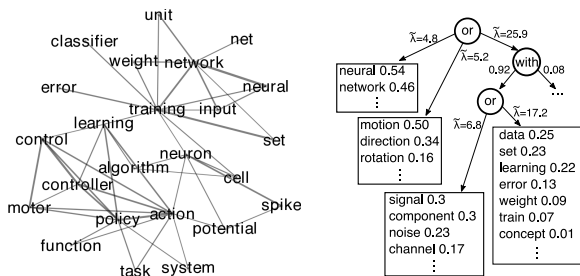 unit
classifier
net
weight
network
error
neural
training
input
learning
set
control
neuron
algorithm
cell
controller
spike
motor
policy
action
potential
function
task
system
or
λ̃=4.8
λ̃=5.2
λ̃=25.9
with
neural 0.54
network 0.46
⋮
0.92
0.08
...
or
motion 0.50
direction 0.34
rotation 0.16
⋮
λ̃=6.8
λ̃=17.2
data 0.25
set 0.23
learning 0.22
error 0.13
weight 0.09
train 0.07
concept 0.01
⋮
signal 0.3
component 0.3
noise 0.23
channel 0.17
⋮